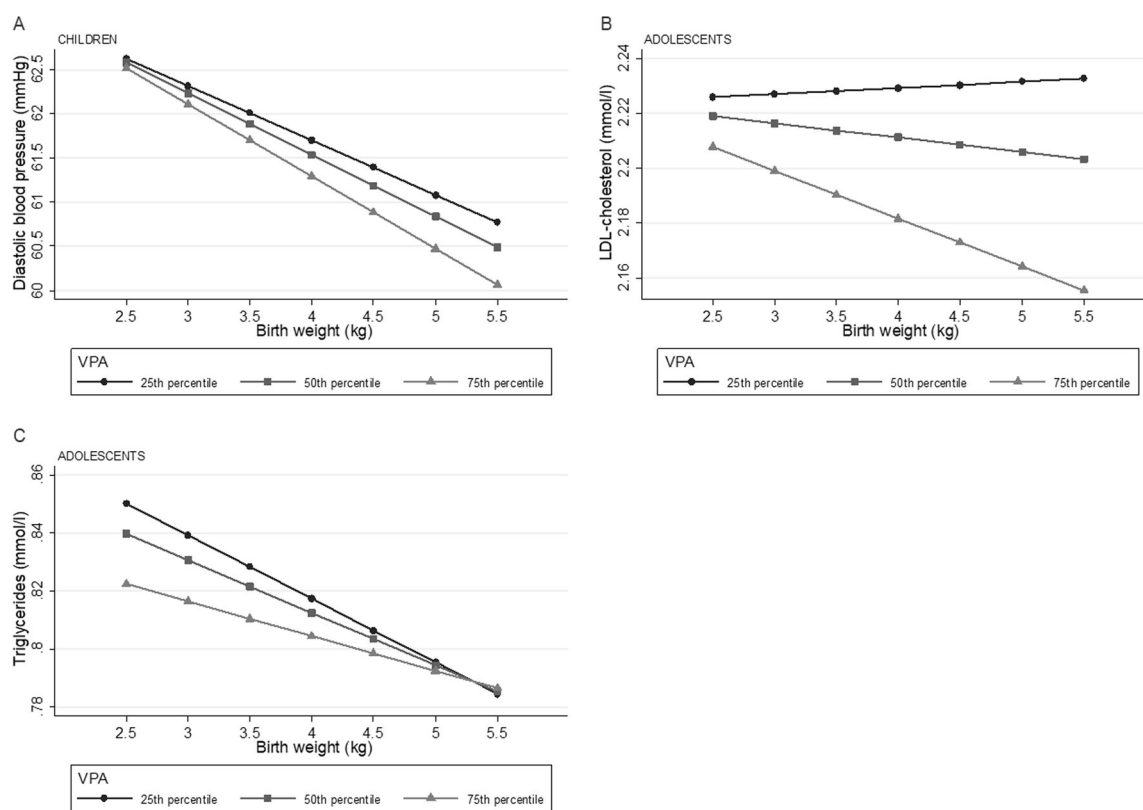 A
CHILDREN
Diastolic blood pressure (mmHg)
62.5
62
61.5
61
60.5
60
2.5 3 3.5 4 4.5 5 5.5
Birth weight (kg)
VPA
25th percentile 50th percentile 75th percentile
B
ADOLESCENTS
LDL-cholesterol (mmol/l)
2.24
2.22
2.2
2.18
2.16
2.5 3 3.5 4 4.5 5 5.5
Birth weight (kg)
VPA
25th percentile 50th percentile 75th percentile
C
ADOLESCENTS
Triglycerides (mmol/l)
.86
.84
.82
.8
.78
2.5 3 3.5 4 4.5 5 5.5
Birth weight (kg)
VPA
25th percentile 50th percentile 75th percentile